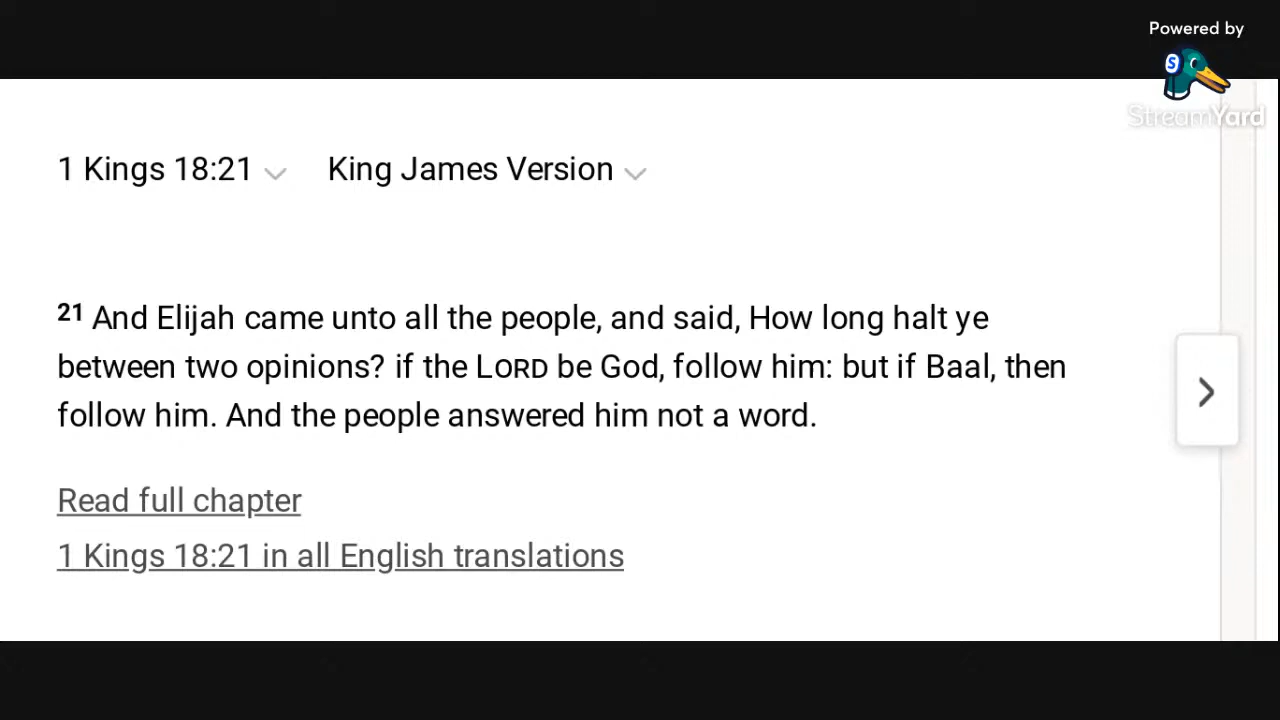 Powered by
S
StreamYard
1 Kings 18:21 King James Version
21 And Elijah came unto all the people, and said, How long halt ye
between two opinions? if the LORD be God, follow him: but if Baal, then
follow him. And the people answered him not a word.
Read full chapter
1 Kings 18:21 in all English translations